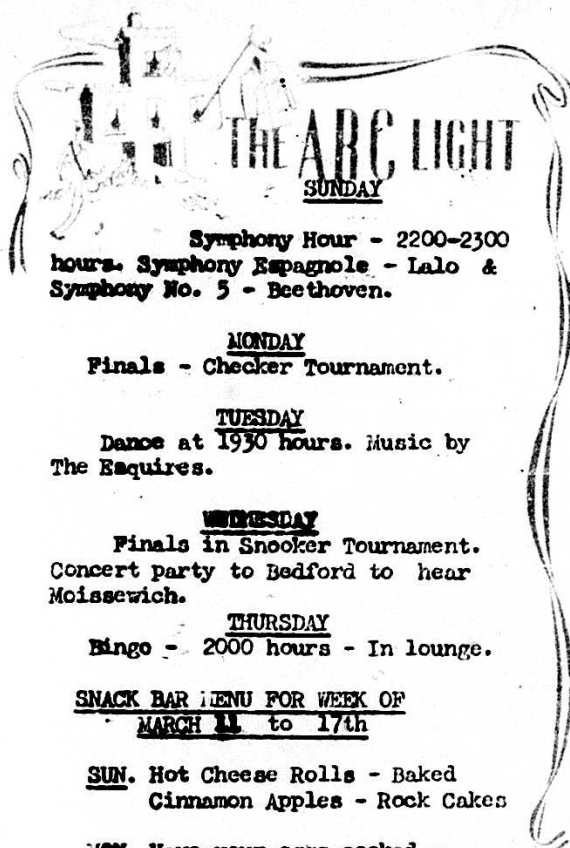 THE ARC LIGHT
SUNDAY
Symphony Hour - 2200-2300
hours. Symphony Espagnole - Lalo &
Symphony No. 5 - Beethoven.
MONDAY
Finals - Checker Tournament.
TUESDAY
Dance at 1930 hours. Music by
The Esquires.
WEDNESDAY
Finals in Snooker Tournament.
Concert party to Bedford to hear
Moissewich.
THURSDAY
Bingo - 2000 hours - In lounge.
SNACK BAR MENU FOR WEEK OF
MARCH 11 to 17th
SUN. Hot Cheese Rolls - Baked
Cinnamon Apples - Rock Cakes